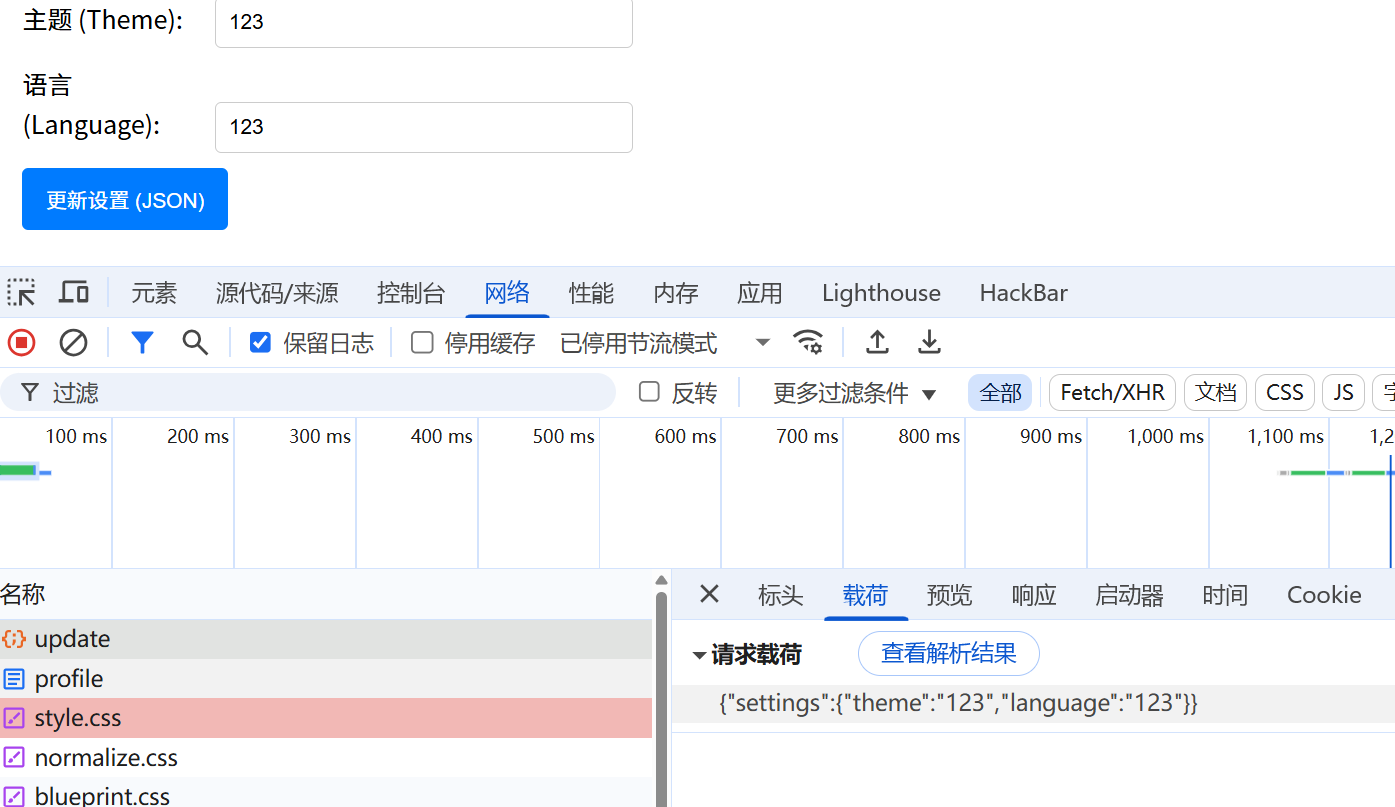 主题 (Theme): 123
语言
(Language): 123
更新设置 (JSON)
元素 源代码/来源 控制台 网络 性能 内存 应用 Lighthouse HackBar
保留日志 停用缓存 已停用节流模式
过滤 反转 更多过滤条件 全部 Fetch/XHR 文档 CSS JS
100 ms 200 ms 300 ms 400 ms 500 ms 600 ms 700 ms 800 ms 900 ms 1,000 ms 1,100 ms 1,2
名称 标头 载荷 预览 响应 启动器 时间 Cookie
update
请求载荷 查看解析结果
profile
{"settings":{"theme":"123","language":"123"}}
style.css
normalize.css
blueprint.css